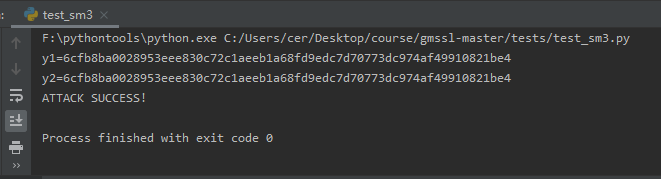 test_sm3
F:\pythontools\python.exe C:/Users/cer/Desktop/course/gmssl-master/tests/test_sm3.py
y1=6cfb8ba0028953eee830c72c1aeeb1a68fd9edc7d70773dc974af49910821be4
y2=6cfb8ba0028953eee830c72c1aeeb1a68fd9edc7d70773dc974af49910821be4
ATTACK SUCCESS!
Process finished with exit code 0